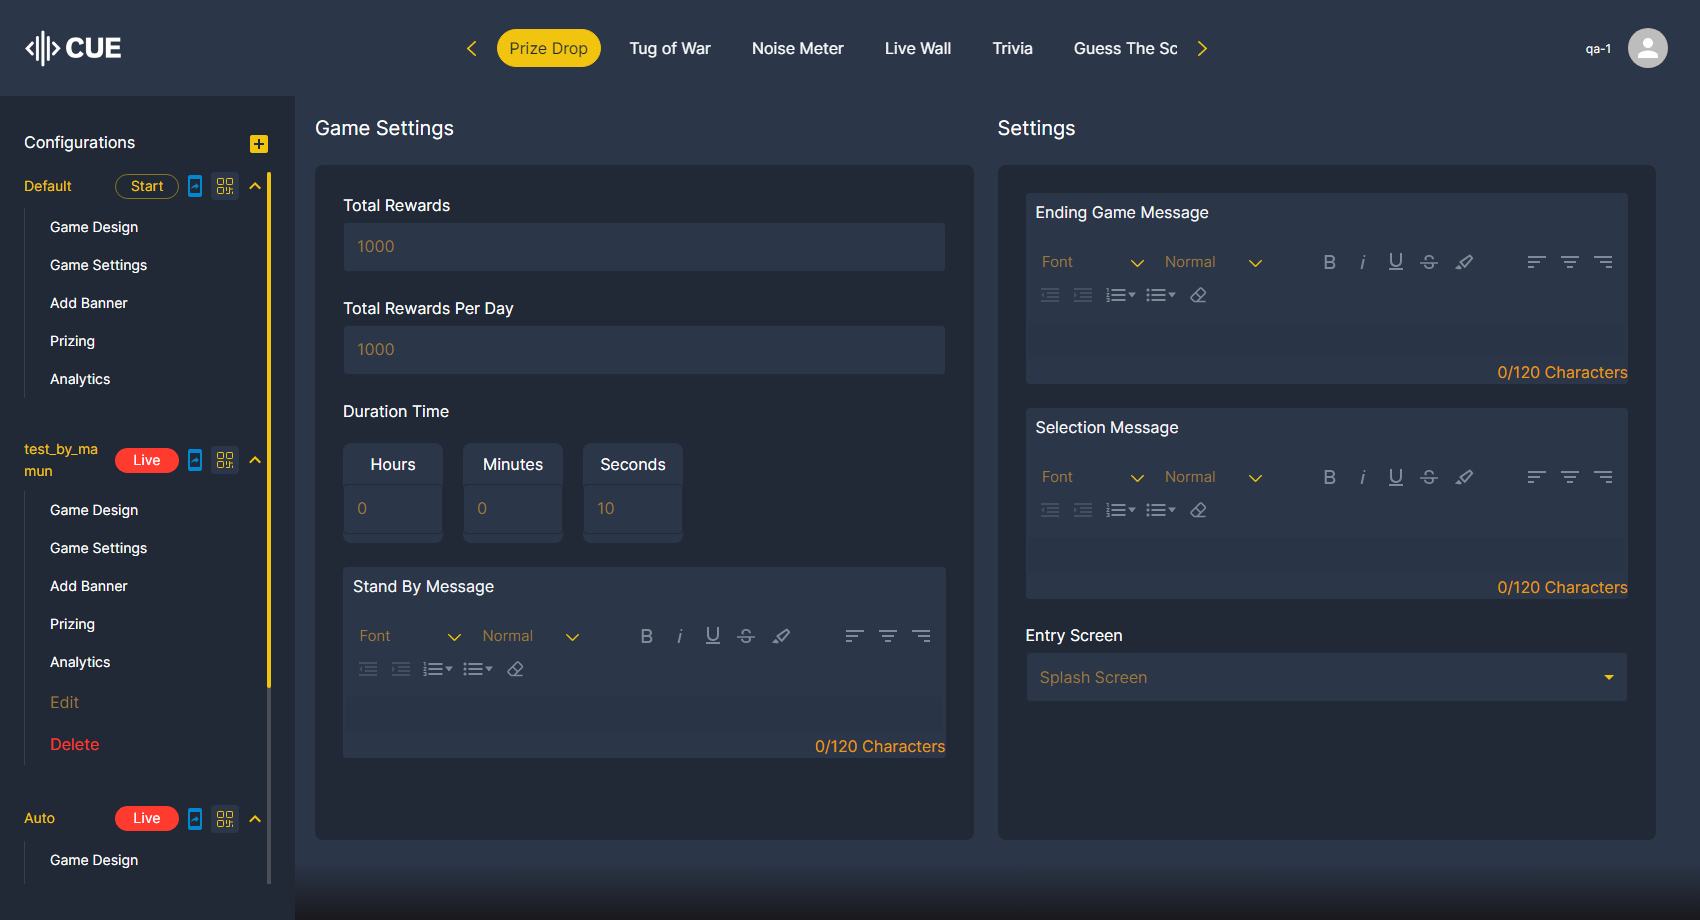 CUE
Prize Drop
Tug of War
Noise Meter
Live Wall
Trivia
Guess The Sc
qa-1
Configurations
Default
Start
Game Design
Game Settings
Add Banner
Prizing
Analytics
test_by_ma
mun
Live
Game Design
Game Settings
Add Banner
Prizing
Analytics
Edit
Delete
Auto
Live
Game Design
Game Settings
Total Rewards
1000
Total Rewards Per Day
1000
Duration Time
Hours
Minutes
Seconds
0
0
10
Stand By Message
Font
Normal
B
i
U
S
0/120 Characters
Settings
Ending Game Message
Font
Normal
B
i
U
S
0/120 Characters
Selection Message
Font
Normal
B
i
U
S
0/120 Characters
Entry Screen
Splash Screen